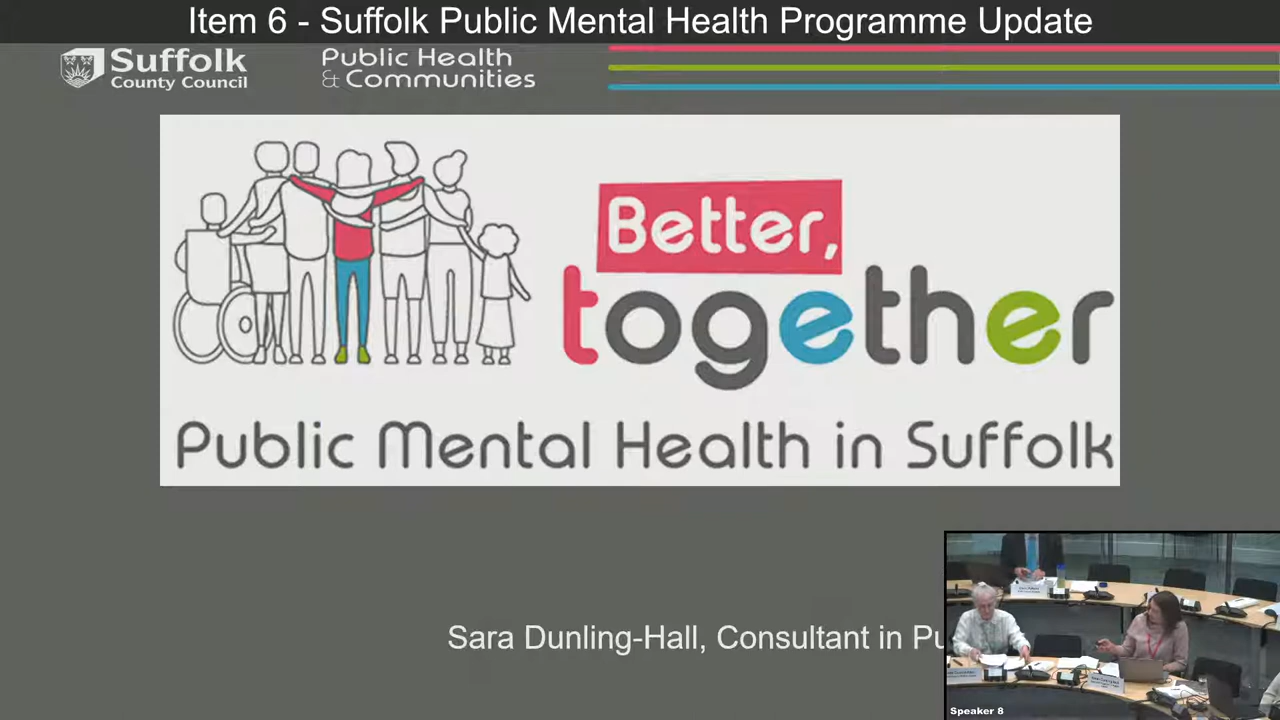 Item 6 - Suffolk Public Mental Health Programme Update
Suffolk
County Council
Public Health
& Communities
Better,
together
Public Mental Health in Suffolk
Sara Dunling-Hall, Consultant in Pu
Speaker 8